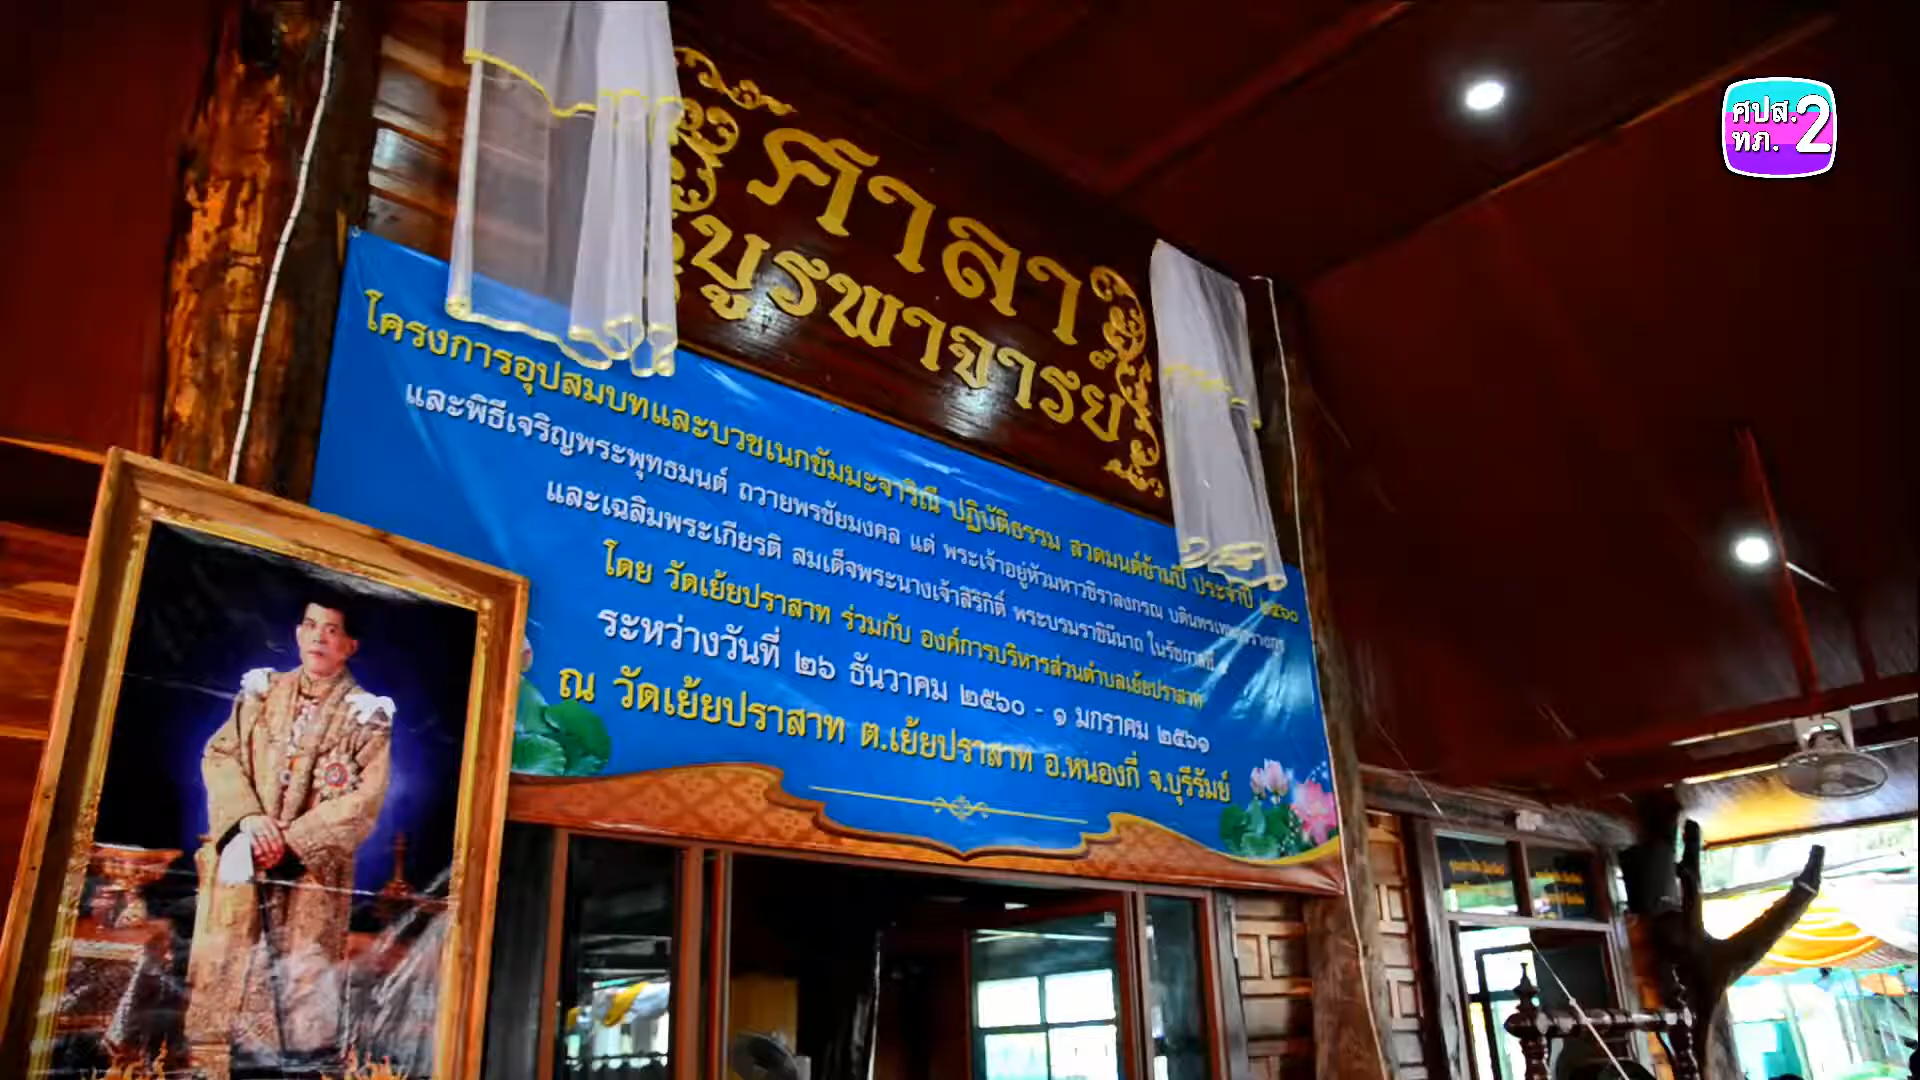 ศปส.
ทภ. 2
ศาลา
บูรพาจารย์
โครงการอุปสมบทและบวชเนกขัมมะจาริณี ปฏิบัติธรรม สวดมนต์ข้ามปี ประจำปี ๒๕๖๐
และพิธีเจริญพระพุทธมนต์ ถวายพรชัยมงคล แด่ พระเจ้าอยู่หัวมหาวชิราลงกรณ บดินทรเทพยวรางกูร
และเฉลิมพระเกียรติ สมเด็จพระนางเจ้าสิริกิติ์ พระบรมราชินีนาถ ในรัชกาลที่
โดย วัดเย้ยปราสาท ร่วมกับ องค์การบริหารส่วนตำบลเย้ยปราสาท
ระหว่างวันที่ ๒๖ ธันวาคม ๒๕๖๐ - ๑ มกราคม ๒๕๖๑
ณ วัดเย้ยปราสาท ต.เย้ยปราสาท อ.หนองกี่ จ.บุรีรัมย์